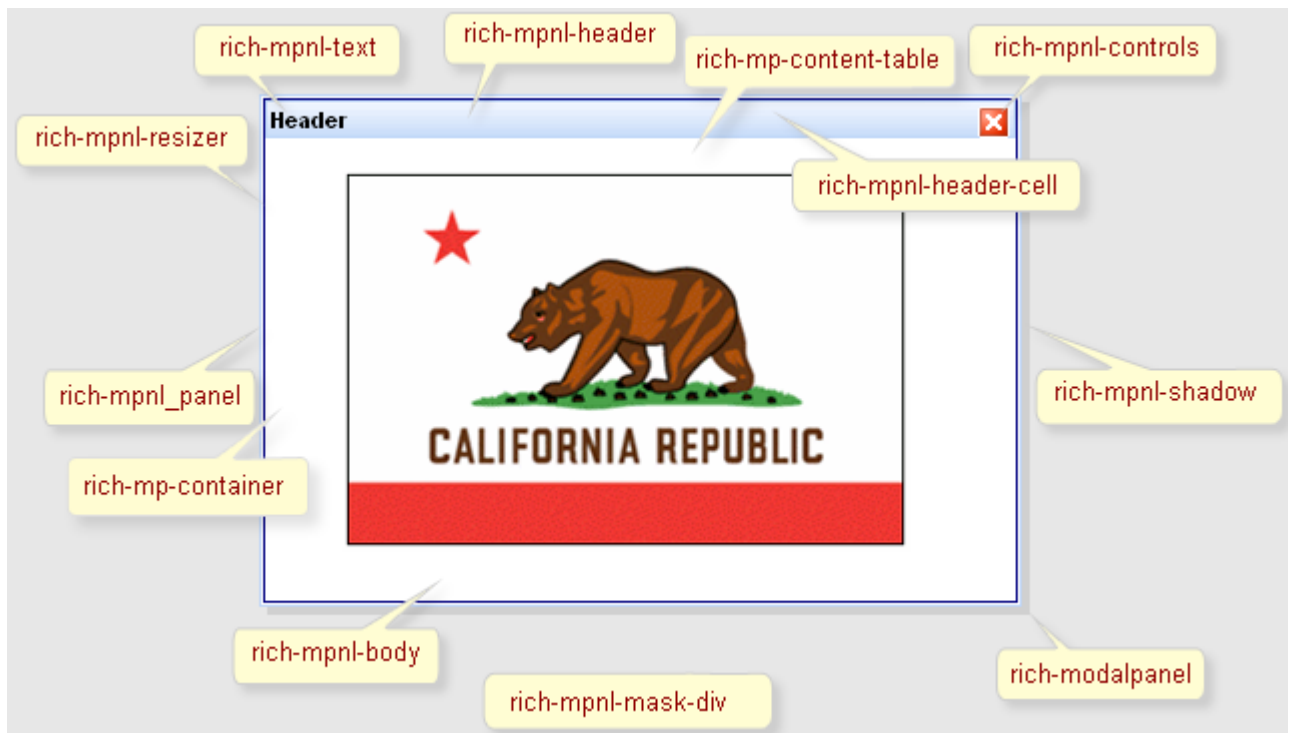 rich-mpnl-text
rich-mpnl-header
rich-mp-content-table
rich-mpnl-controls
Header
rich-mpnl-resizer
rich-mpnl-header-cell
rich-mpnl_panel
rich-mpnl-shadow
CALIFORNIA REPUBLIC
rich-mp-container
rich-mpnl-body
rich-modalpanel
rich-mpnl-mask-div